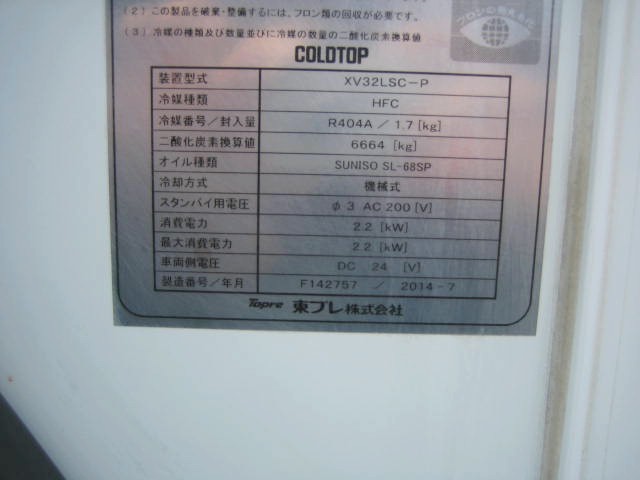 (2) この製品を廃棄・整備するには、フロン類の回収が必要です。
(3) 冷媒の種類及び数量並びに冷媒の数量の二酸化炭素換算値
COLDTOP
装置型式 XV32LSC-P
冷媒種類 HFC
冷媒番号/封入量 R404A / 1.7 [kg]
二酸化炭素換算値 6664 [kg]
オイル種類 SUNISO SL-68SP
冷却方式 機械式
スタンバイ用電圧 φ3 AC 200 [V]
消費電力 2.2 [kW]
最大消費電力 2.2 [kW]
車両側電圧 DC 24 [V]
製造番号/年月 F142757 / 2014-7
Topre 東プレ株式会社